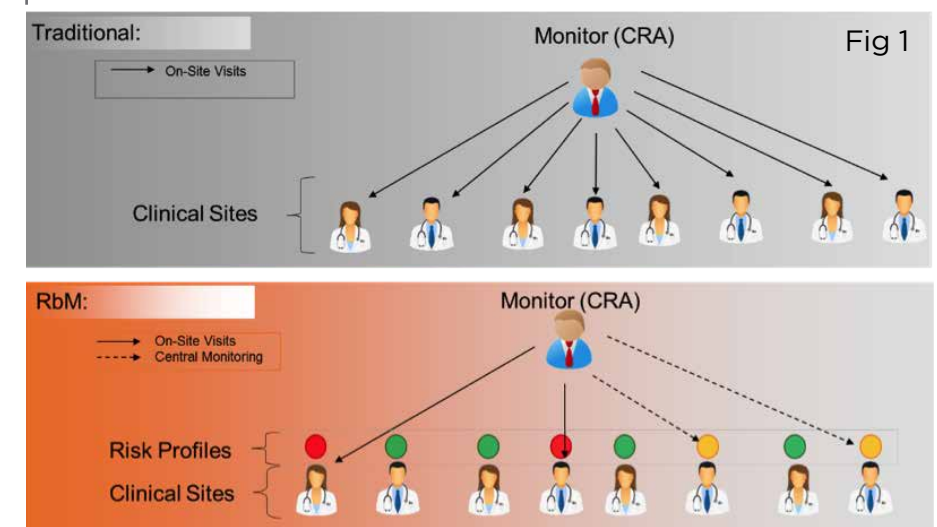 Traditional:
Monitor (CRA)
Fig 1
On-Site Visits
Clinical Sites
RbM:
Monitor (CRA)
On-Site Visits
Central Monitoring
Risk Profiles
Clinical Sites